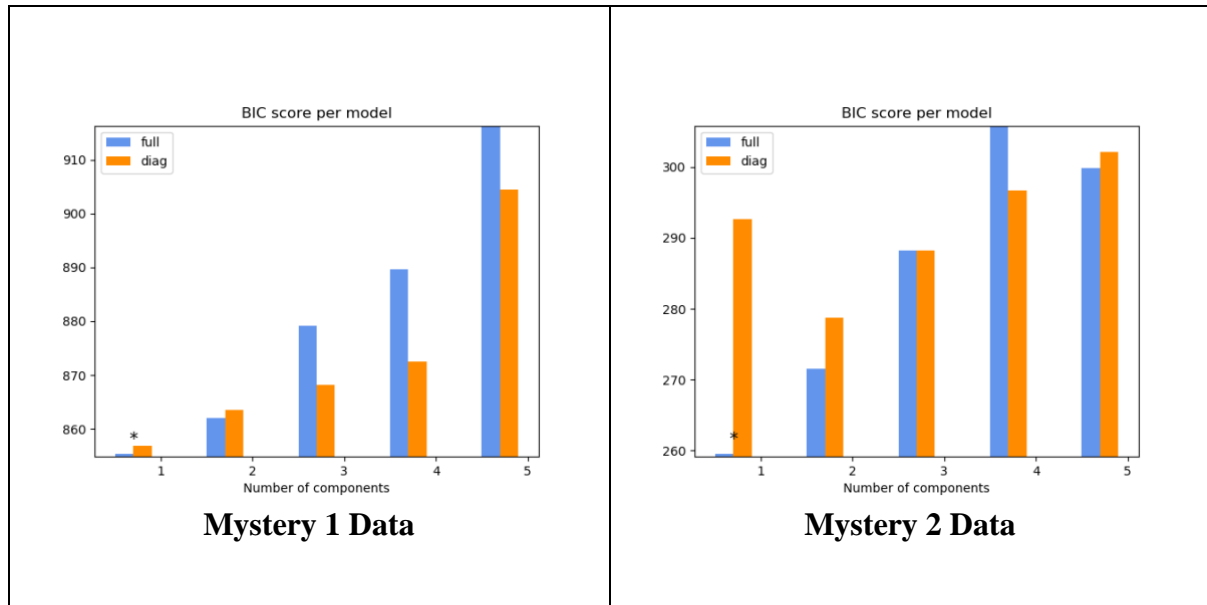 BIC score per model
full
diag
910
900
890
880
870
860
*
1 2 3 4 5
Number of components
Mystery 1 Data
BIC score per model
full
diag
300
290
280
270
260
*
1 2 3 4 5
Number of components
Mystery 2 Data